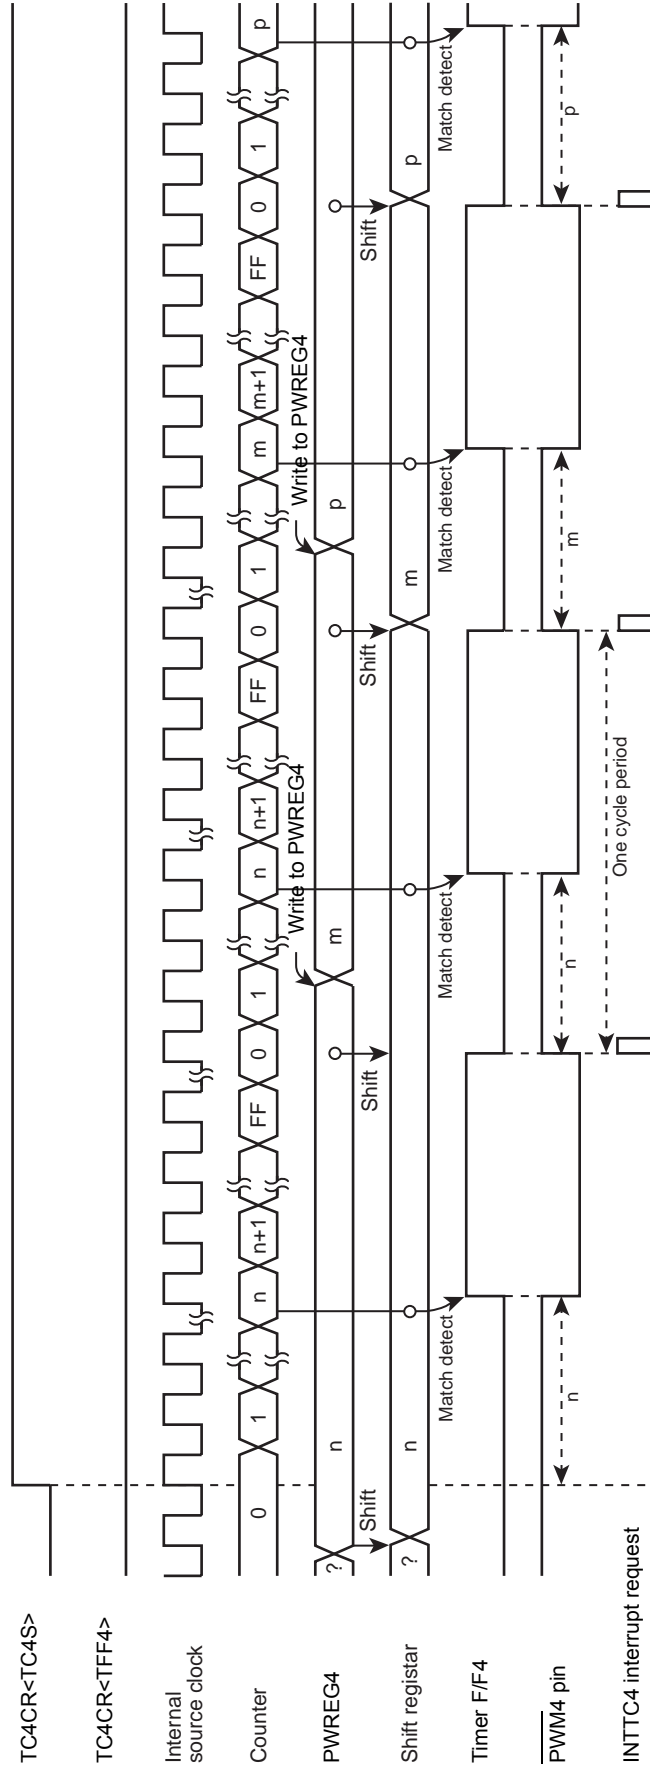 TC4CR<TC4S>
TC4CR<TFF4>
Internal
source clock
Counter 0 1 n n+1 FF 0 1 n n+1 FF 0 1 m m+1 FF 0 1 p
Write to PWREG4 Write to PWREG4
PWREG4 ? n m p
Shift Shift Shift Shift
Shift registar ? n m p
Match detect Match detect Match detect Match detect
Timer F/F4
PWM4 pin
n n m p
One cycle period
INTTC4 interrupt request